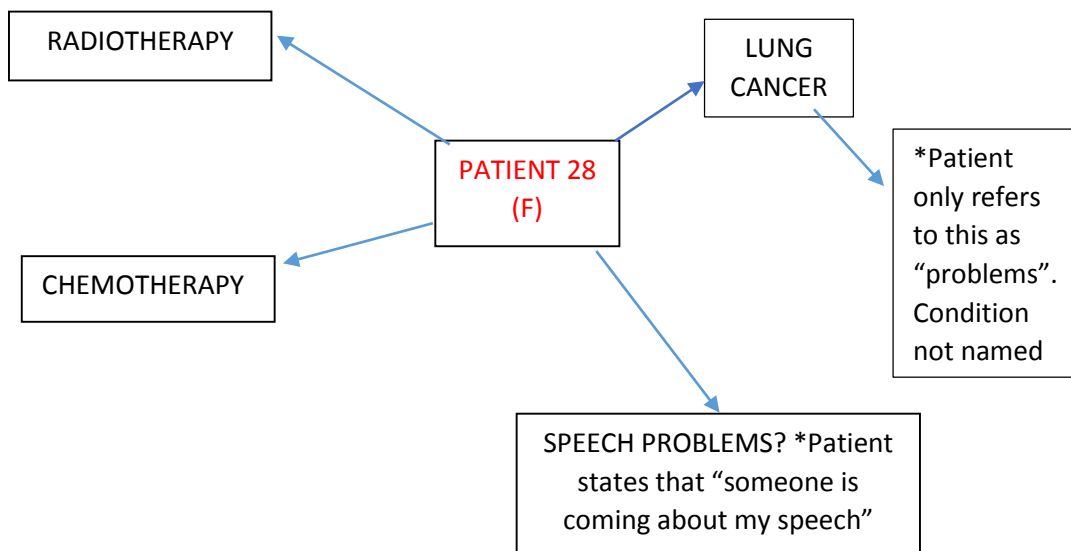 RADIOTHERAPY
LUNG
CANCER
PATIENT 28
(F)
*Patient
only refers
to this as
“problems”.
Condition
not named
CHEMOTHERAPY
SPEECH PROBLEMS? *Patient
states that “someone is
coming about my speech”